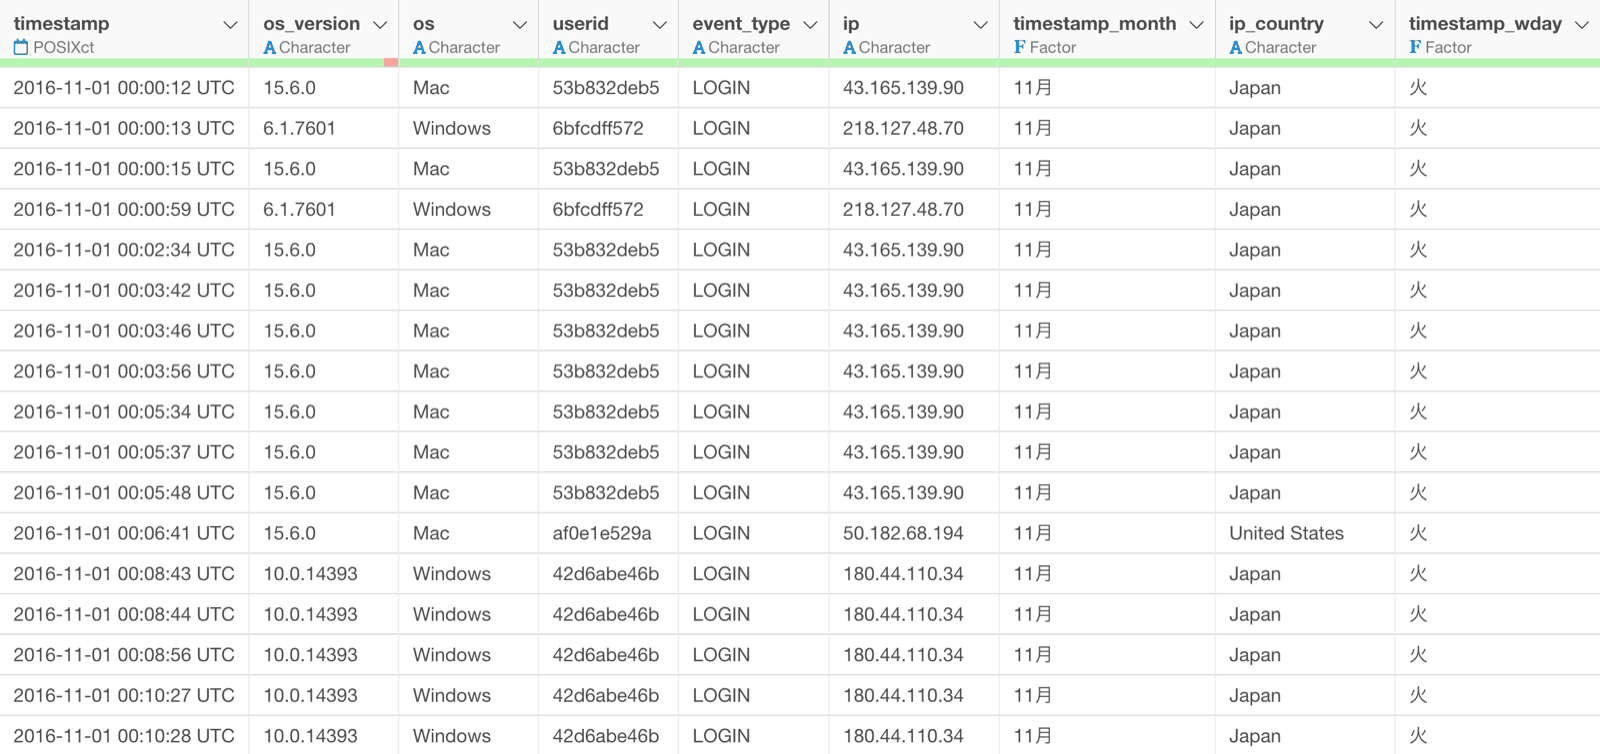 timestamp os_version os userid event_type ip timestamp_month ip_country timestamp_wday
POSIXct A Character A Character A Character A Character A Character F Factor A Character F Factor
2016-11-01 00:00:12 UTC 15.6.0 Mac 53b832deb5 LOGIN 43.165.139.90 11月 Japan 火
2016-11-01 00:00:13 UTC 6.1.7601 Windows 6bfcdff572 LOGIN 218.127.48.70 11月 Japan 火
2016-11-01 00:00:15 UTC 15.6.0 Mac 53b832deb5 LOGIN 43.165.139.90 11月 Japan 火
2016-11-01 00:00:59 UTC 6.1.7601 Windows 6bfcdff572 LOGIN 218.127.48.70 11月 Japan 火
2016-11-01 00:02:34 UTC 15.6.0 Mac 53b832deb5 LOGIN 43.165.139.90 11月 Japan 火
2016-11-01 00:03:42 UTC 15.6.0 Mac 53b832deb5 LOGIN 43.165.139.90 11月 Japan 火
2016-11-01 00:03:46 UTC 15.6.0 Mac 53b832deb5 LOGIN 43.165.139.90 11月 Japan 火
2016-11-01 00:03:56 UTC 15.6.0 Mac 53b832deb5 LOGIN 43.165.139.90 11月 Japan 火
2016-11-01 00:05:34 UTC 15.6.0 Mac 53b832deb5 LOGIN 43.165.139.90 11月 Japan 火
2016-11-01 00:05:37 UTC 15.6.0 Mac 53b832deb5 LOGIN 43.165.139.90 11月 Japan 火
2016-11-01 00:05:48 UTC 15.6.0 Mac 53b832deb5 LOGIN 43.165.139.90 11月 Japan 火
2016-11-01 00:06:41 UTC 15.6.0 Mac af0e1e529a LOGIN 50.182.68.194 11月 United States 火
2016-11-01 00:08:43 UTC 10.0.14393 Windows 42d6abe46b LOGIN 180.44.110.34 11月 Japan 火
2016-11-01 00:08:44 UTC 10.0.14393 Windows 42d6abe46b LOGIN 180.44.110.34 11月 Japan 火
2016-11-01 00:08:56 UTC 10.0.14393 Windows 42d6abe46b LOGIN 180.44.110.34 11月 Japan 火
2016-11-01 00:10:27 UTC 10.0.14393 Windows 42d6abe46b LOGIN 180.44.110.34 11月 Japan 火
2016-11-01 00:10:28 UTC 10.0.14393 Windows 42d6abe46b LOGIN 180.44.110.34 11月 Japan 火